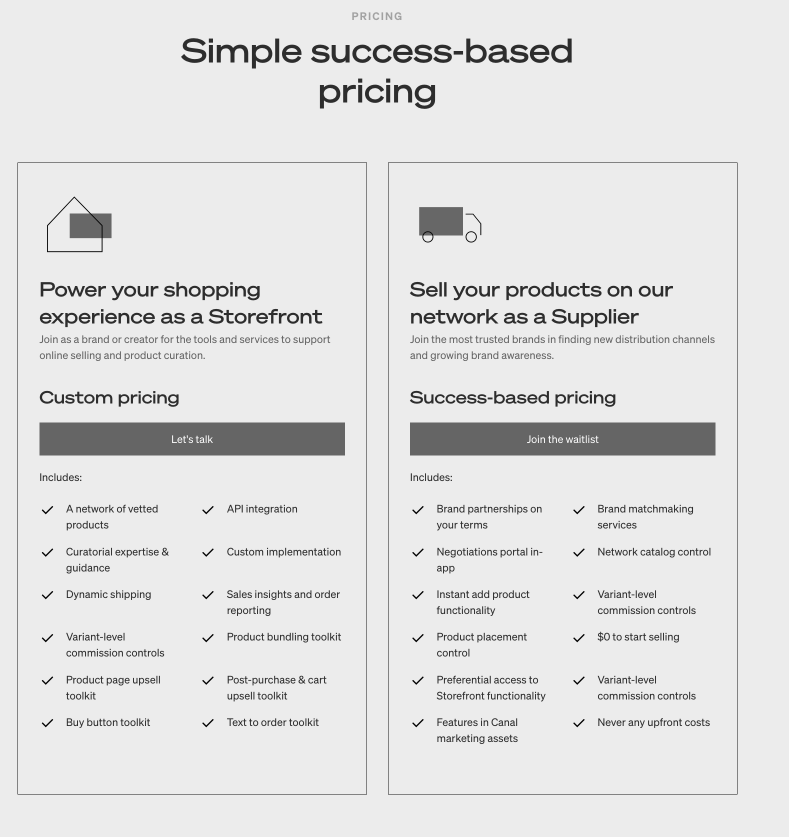 PRICING
Simple success-based
pricing
Power your shopping
experience as a Storefront
Join as a brand or creator for the tools and services to support
online selling and product curation.
Custom pricing
Let's talk
Includes:
A network of vetted
products
API integration
Curatorial expertise &
guidance
Custom implementation
Dynamic shipping
Sales insights and order
reporting
Variant-level
commission controls
Product bundling toolkit
Product page upsell
toolkit
Post-purchase & cart
upsell toolkit
Buy button toolkit
Text to order toolkit
Sell your products on our
network as a Supplier
Join the most trusted brands in finding new distribution channels
and growing brand awareness.
Success-based pricing
Join the waitlist
Includes:
Brand partnerships on
your terms
Brand matchmaking
services
Negotiations portal in-
app
Network catalog control
Instant add product
functionality
Variant-level
commission controls
Product placement
control
$0 to start selling
Preferential access to
Storefront functionality
Variant-level
commission controls
Features in Canal
marketing assets
Never any upfront costs